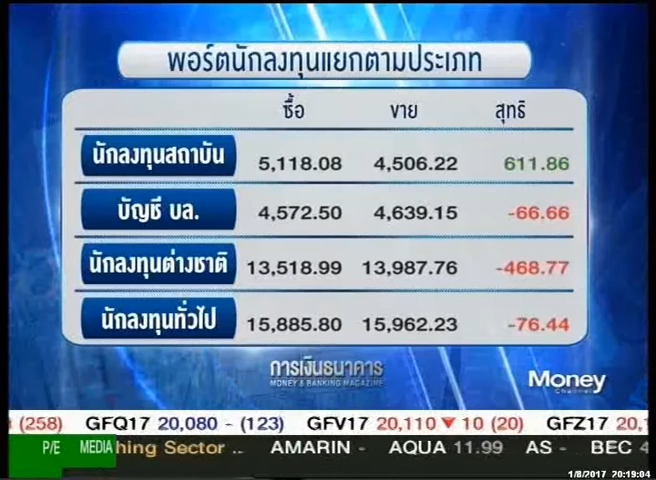 พอร์ตนักลงทุนแยกตามประเภท
ซื้อ ขาย สุทธิ
นักลงทุนสถาบัน 5,118.08 4,506.22 611.86
บัญชี บล. 4,572.50 4,639.15 -66.66
นักลงทุนต่างชาติ 13,518.99 13,987.76 -468.77
นักลงทุนทั่วไป 15,885.80 15,962.23 -76.44
การเงินธนาคาร
MONEY & BANKING MAGAZINE
Money
Channel
(258) GFQ17 20,080 - (123) GFV17 20,110 ▼ 10 (20) GFZ17 20,1
P/E MEDIA hing Sector .. AMARIN - AQUA 11.99 AS - BEC 4
1/8/2017 20:19:04